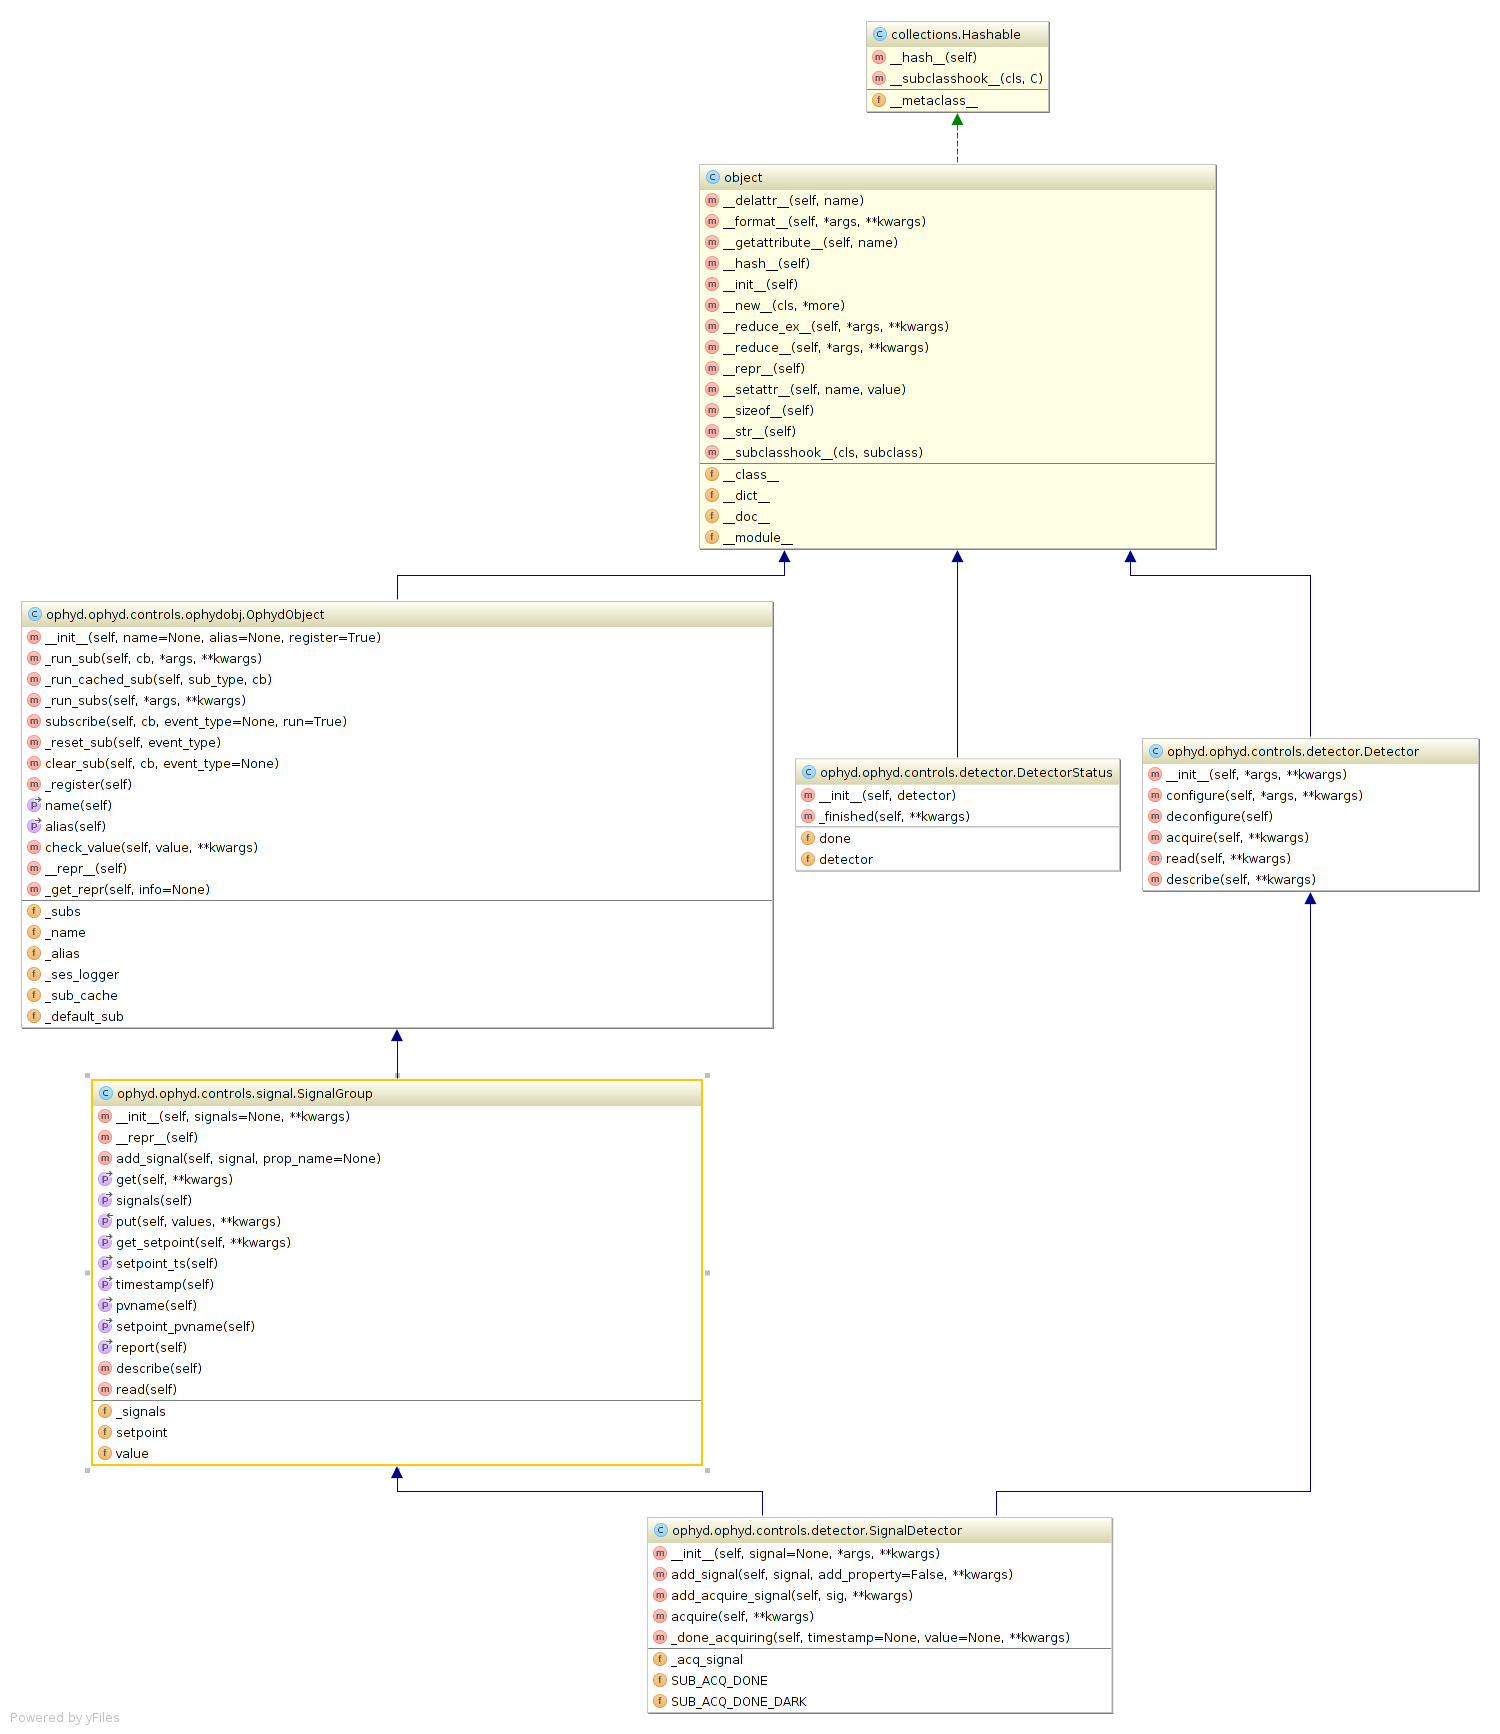 collections.Hashable
__hash__(self)
__subclasshook__(cls, C)
__metaclass__
object
__delattr__(self, name)
__format__(self, *args, **kwargs)
__getattribute__(self, name)
__hash__(self)
__init__(self)
__new__(cls, *more)
__reduce_ex__(self, *args, **kwargs)
__reduce__(self, *args, **kwargs)
__repr__(self)
__setattr__(self, name, value)
__sizeof__(self)
__str__(self)
__subclasshook__(cls, subclass)
__class__
__dict__
__doc__
__module__
ophyd.ophyd.controls.ophydobj.OphydObject
__init__(self, name=None, alias=None, register=True)
_run_sub(self, cb, *args, **kwargs)
_run_cached_sub(self, sub_type, cb)
_run_subs(self, *args, **kwargs)
subscribe(self, cb, event_type=None, run=True)
_reset_sub(self, event_type)
clear_sub(self, cb, event_type=None)
_register(self)
name(self)
alias(self)
check_value(self, value, **kwargs)
__repr__(self)
_get_repr(self, info=None)
_subs
_name
_alias
_ses_logger
_sub_cache
_default_sub
ophyd.ophyd.controls.detector.DetectorStatus
__init__(self, detector)
_finished(self, **kwargs)
done
detector
ophyd.ophyd.controls.detector.Detector
__init__(self, *args, **kwargs)
configure(self, *args, **kwargs)
deconfigure(self)
acquire(self, **kwargs)
read(self, **kwargs)
describe(self, **kwargs)
ophyd.ophyd.controls.signal.SignalGroup
__init__(self, signals=None, **kwargs)
__repr__(self)
add_signal(self, signal, prop_name=None)
get(self, **kwargs)
signals(self)
put(self, values, **kwargs)
get_setpoint(self, **kwargs)
setpoint_ts(self)
timestamp(self)
pvname(self)
setpoint_pvname(self)
report(self)
describe(self)
read(self)
_signals
setpoint
value
ophyd.ophyd.controls.detector.SignalDetector
__init__(self, signal=None, *args, **kwargs)
add_signal(self, signal, add_property=False, **kwargs)
add_acquire_signal(self, sig, **kwargs)
acquire(self, **kwargs)
_done_acquiring(self, timestamp=None, value=None, **kwargs)
_acq_signal
SUB_ACQ_DONE
SUB_ACQ_DONE_DARK
Powered by yFiles